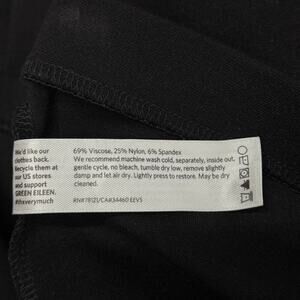 We'd like our
clothes back.
Recycle them at
our US stores
and support
GREEN EILEEN.
#thxverymuch
69% Viscose, 25% Nylon, 6% Spandex
We recommend machine wash cold, separately, inside out,
gentle cycle, no bleach, tumble dry low, remove slightly
damp and let air dry. Lightly press to restore. May be dry
cleaned.
RN#78121/CA#34460 EEVS